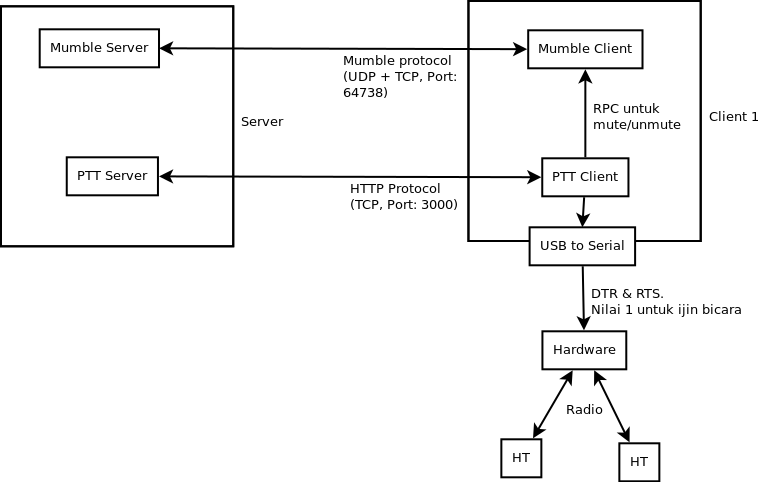 Mumble Server
Mumble Client
Mumble protocol
(UDP + TCP, Port:
64738)
RPC untuk
mute/unmute
Server
Client 1
PTT Server
PTT Client
HTTP Protocol
(TCP, Port: 3000)
USB to Serial
DTR & RTS.
Nilai 1 untuk ijin bicara
Hardware
Radio
HT
HT